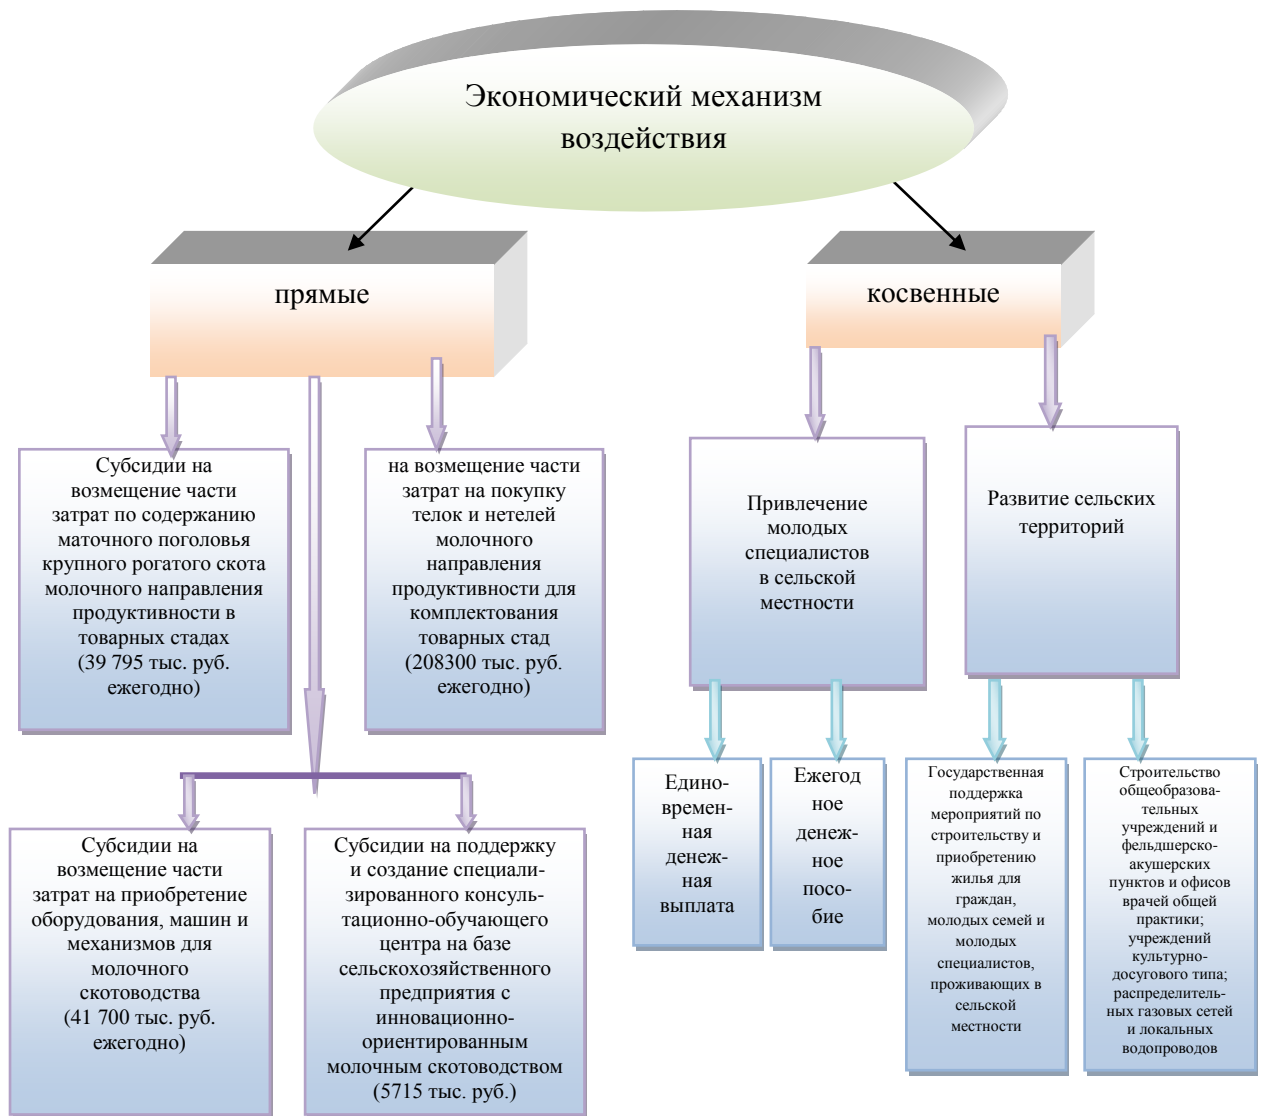 Экономический механизм
воздействия
прямые
косвенные
Субсидии на
возмещение части
затрат по содержанию
маточного поголовья
крупного рогатого скота
молочного направления
продуктивности в
товарных стадах
(39 795 тыс. руб.
ежегодно)
на возмещение части
затрат на покупку
телок и нетелей
молочного
направления
продуктивности для
комплектования
товарных стад
(208300 тыс. руб.
ежегодно)
Привлечение
молодых
специалистов
в сельской
местности
Развитие сельских
территорий
Субсидии на
возмещение части
затрат на приобретение
оборудования, машин и
механизмов для
молочного
скотоводства
(41 700 тыс. руб.
ежегодно)
Субсидии на поддержку
и создание специали-
зированного консуль-
тационно-обучающего
центра на базе
сельскохозяйственного
предприятия с
инновационно-
ориентированным
молочным скотоводством
(5715 тыс. руб.)
Едино-
времен-
ная
денеж-
ная
выплата
Ежегод
ное
денеж-
ное
посо-
бие
Государственная
поддержка
мероприятий по
строительству и
приобретению
жилья для
граждан,
молодых семей и
молодых
специалистов,
проживающих в
сельской
местности
Строительство
общеобразова-
тельных
учреждений и
фельдшерско-
акушерских
пунктов и офисов
врачей общей
практики;
учреждений
культурно-
досугового типа;
распределитель-
ных газовых сетей
и локальных
водопроводов